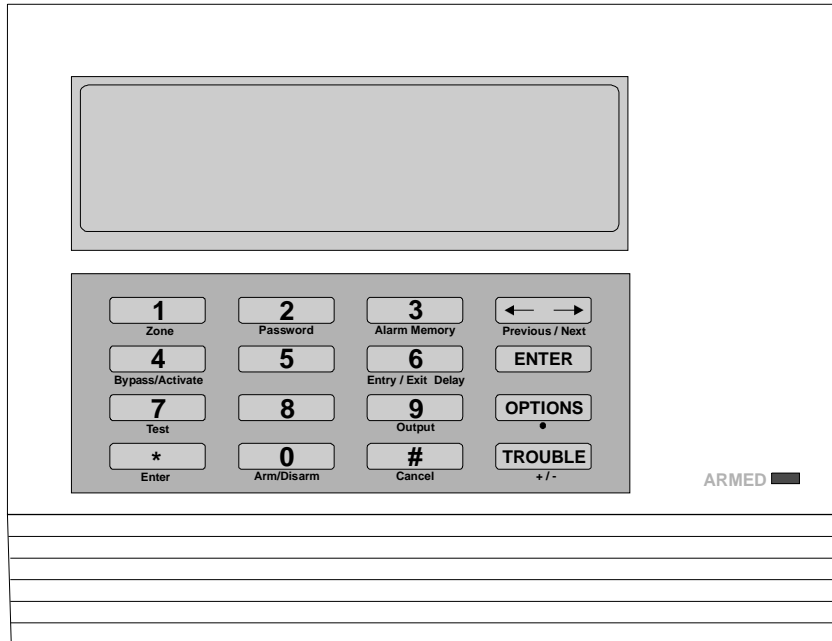 1 2 3 ← →
Zone Password Alarm Memory Previous / Next
4 5 6 ENTER
Bypass/Activate Entry / Exit Delay
7 8 9 OPTIONS
Test Output •
* 0 # TROUBLE
Enter Arm/Disarm Cancel + / -
ARMED